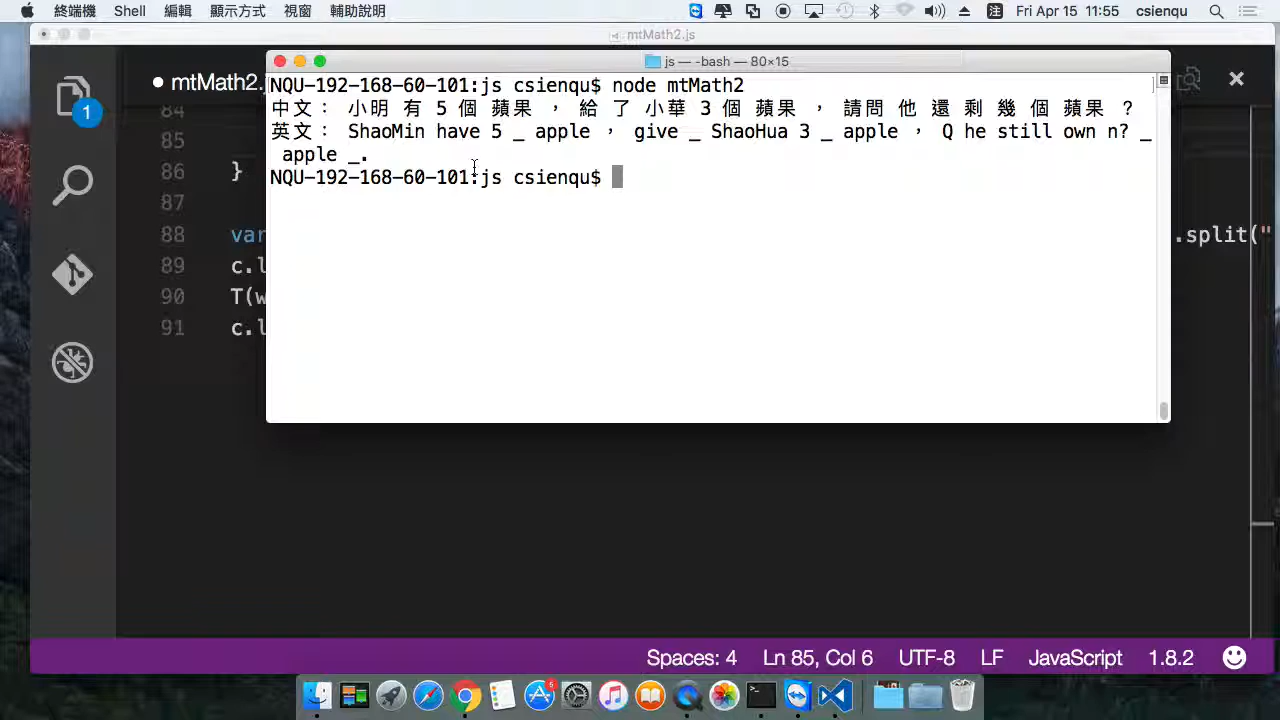 終端機 Shell 編輯 顯示方式 視窗 輔助說明 注 Fri Apr 15 11:55 csienqu
mtMath2.js
js — -bash — 80×15
mtMath2.
1
NQU-192-168-60-101:js csienqu$ node mtMath2
中文： 小明 有 5 個 蘋果 ， 給 了 小華 3 個 蘋果 ， 請問 他 還 剩 幾 個 蘋果 ？
英文： ShaoMin have 5 _ apple ， give _ ShaoHua 3 _ apple ， Q he still own n? _
apple _.
NQU-192-168-60-101:js csienqu$
84
85
86 }
87
88 var .split("
89 c.l
90 T(w
91 c.l
Spaces: 4 Ln 85, Col 6 UTF-8 LF JavaScript 1.8.2
6